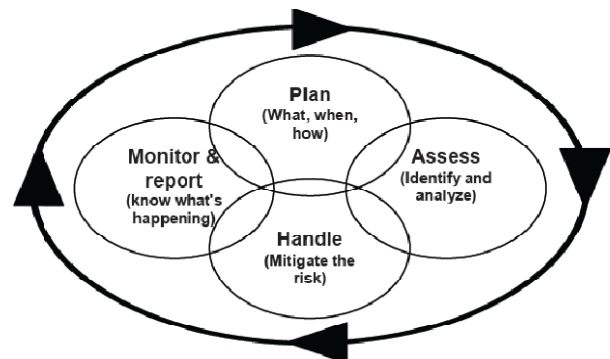 Plan
(What, when,
how)
Monitor &
report
(know what's
happening)
Assess
(Identify and
analyze)
Handle
(Mitigate the
risk)